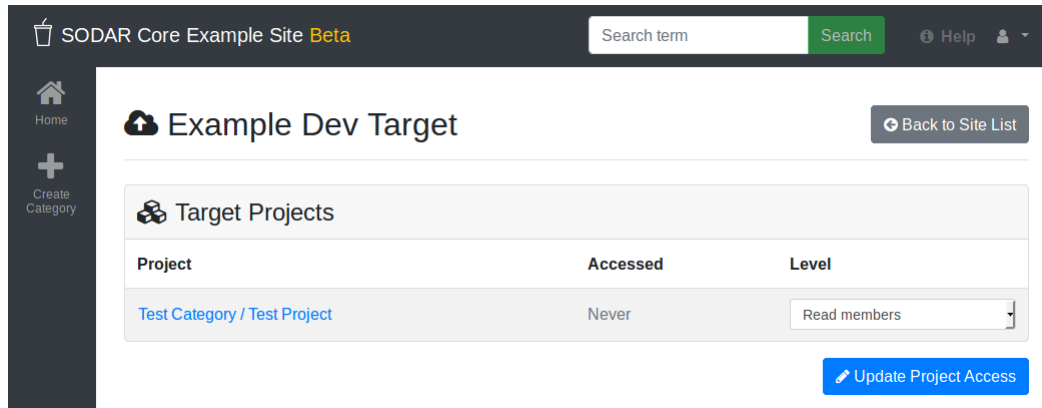 SODAR Core Example Site Beta
Search term
Search
Help
Home
Create
Category
Example Dev Target
Back to Site List
Target Projects
Project Accessed Level
Test Category / Test Project Never Read members
Update Project Access